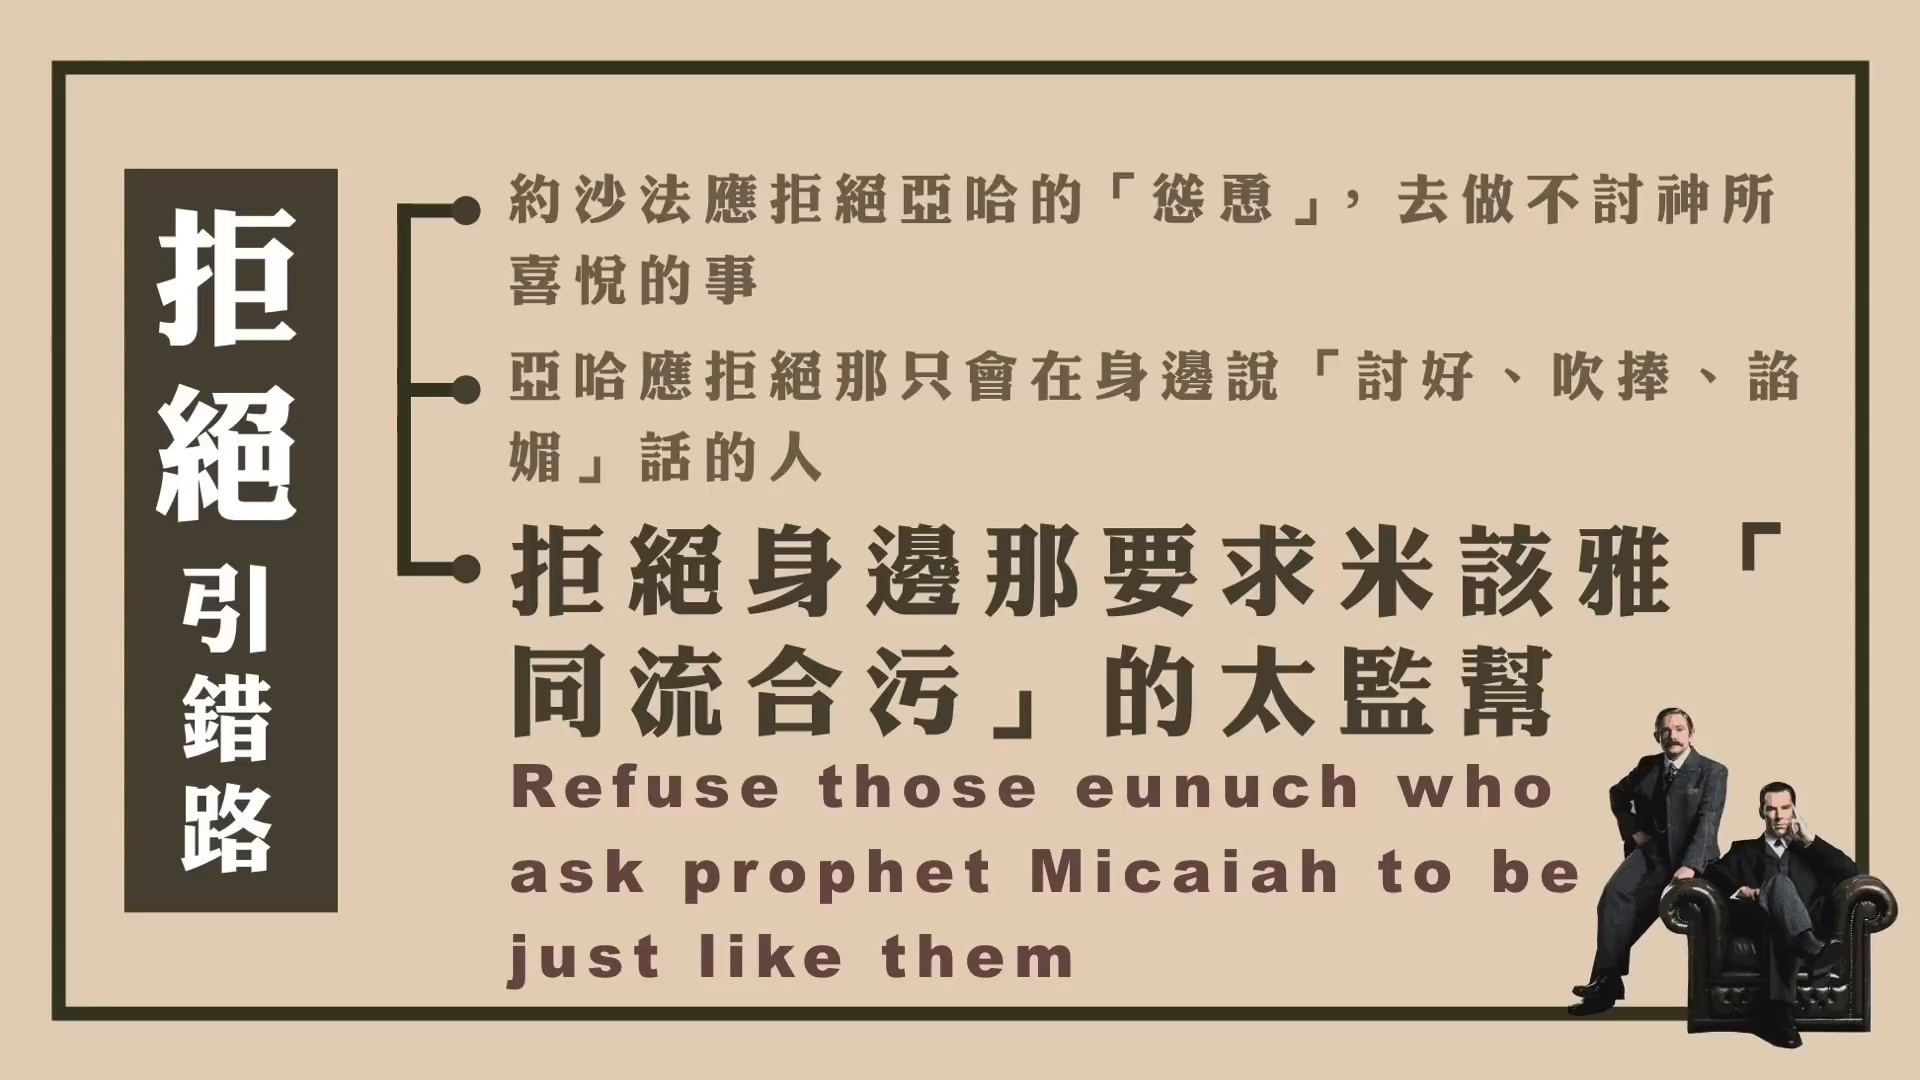 拒絕引錯路
約沙法應拒絕亞哈的「慫恿」，去做不討神所
喜悅的事
亞哈應拒絕那只會在身邊說「討好、吹捧、諂
媚」話的人
拒絕身邊那要求米該雅「
同流合污」的太監幫
Refuse those eunuch who
ask prophet Micaiah to be
just like them